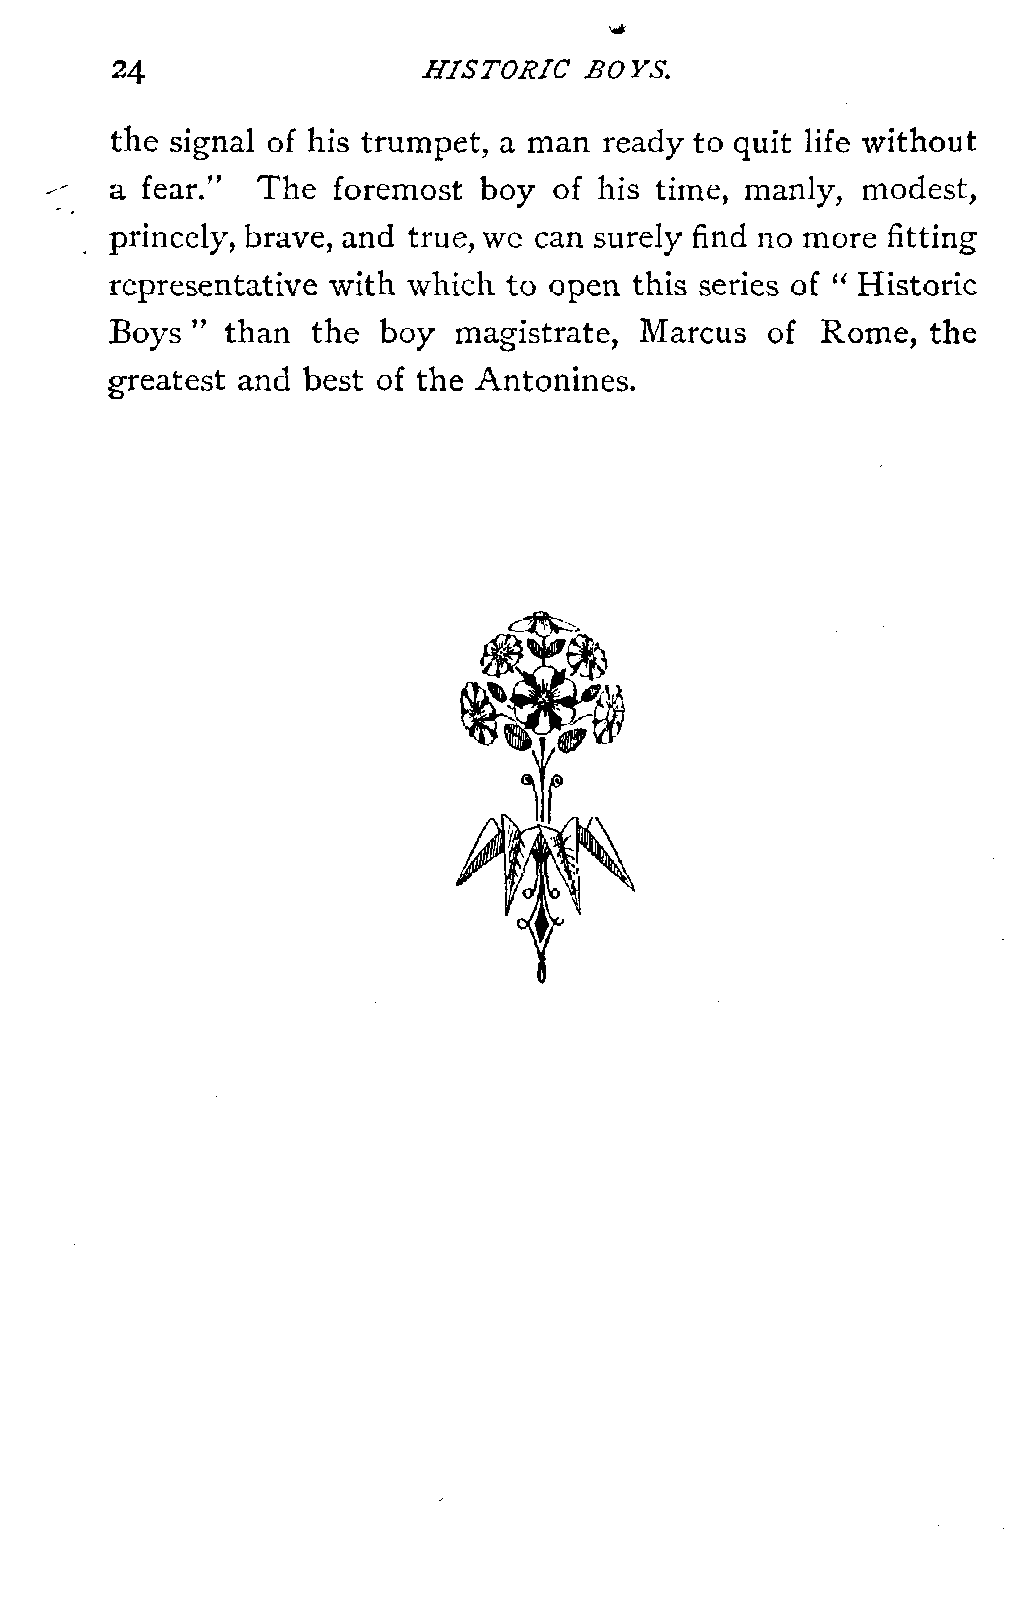 24 HISTORIC BOYS.
the signal of his trumpet, a man ready to quit life without
a fear." The foremost boy of his time, manly, modest,
princely, brave, and true, we can surely find no more fitting
representative with which to open this series of " Historic
Boys " than the boy magistrate, Marcus of Rome, the
greatest and best of the Antonines.